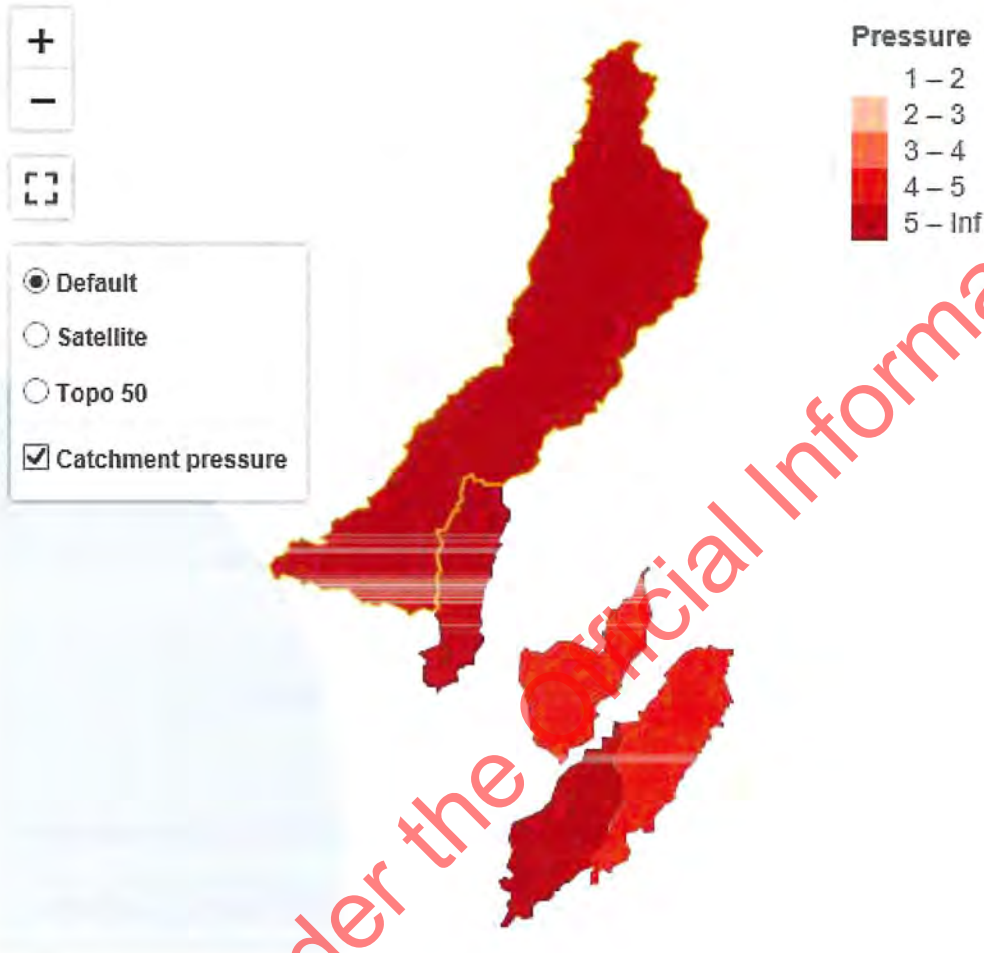 +
−
Default
Satellite
Topo 50
Catchment pressure
Pressure
1 – 2
2 – 3
3 – 4
4 – 5
5 – Inf
der the Official Informa